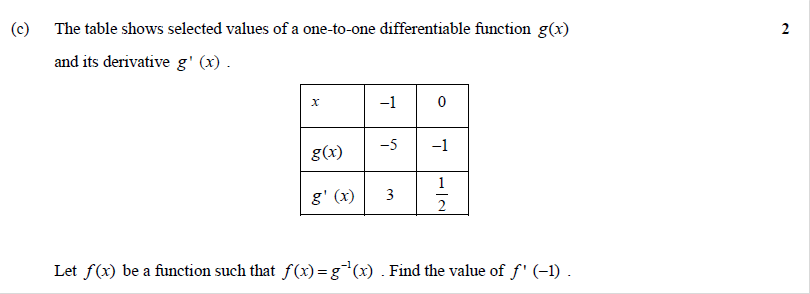 (c) The table shows selected values of a one-to-one differentiable function g(x) 2
and its derivative g' (x) .
x −1 0
g(x) −5 −1
g' (x) 3 1/2
Let f(x) be a function such that f(x) = g⁻¹(x) . Find the value of f' (−1) .